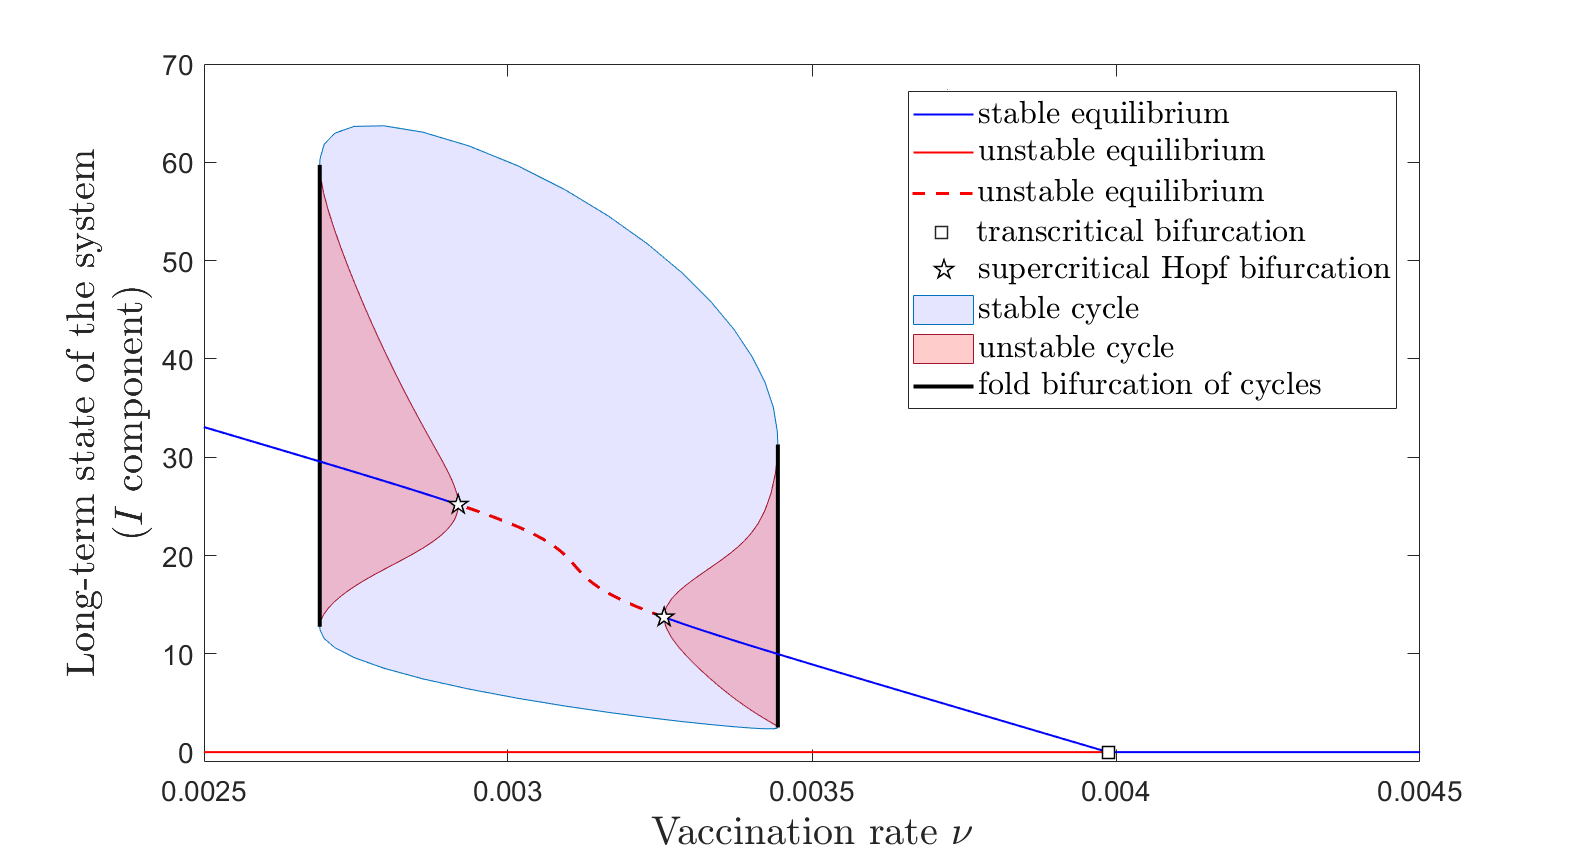 Long-term state of the system
(I component)
70
60
50
40
30
20
10
0
stable equilibrium
unstable equilibrium
unstable equilibrium
transcritical bifurcation
supercritical Hopf bifurcation
stable cycle
unstable cycle
fold bifurcation of cycles
0.0025 0.003 0.0035 0.004 0.0045
Vaccination rate ν